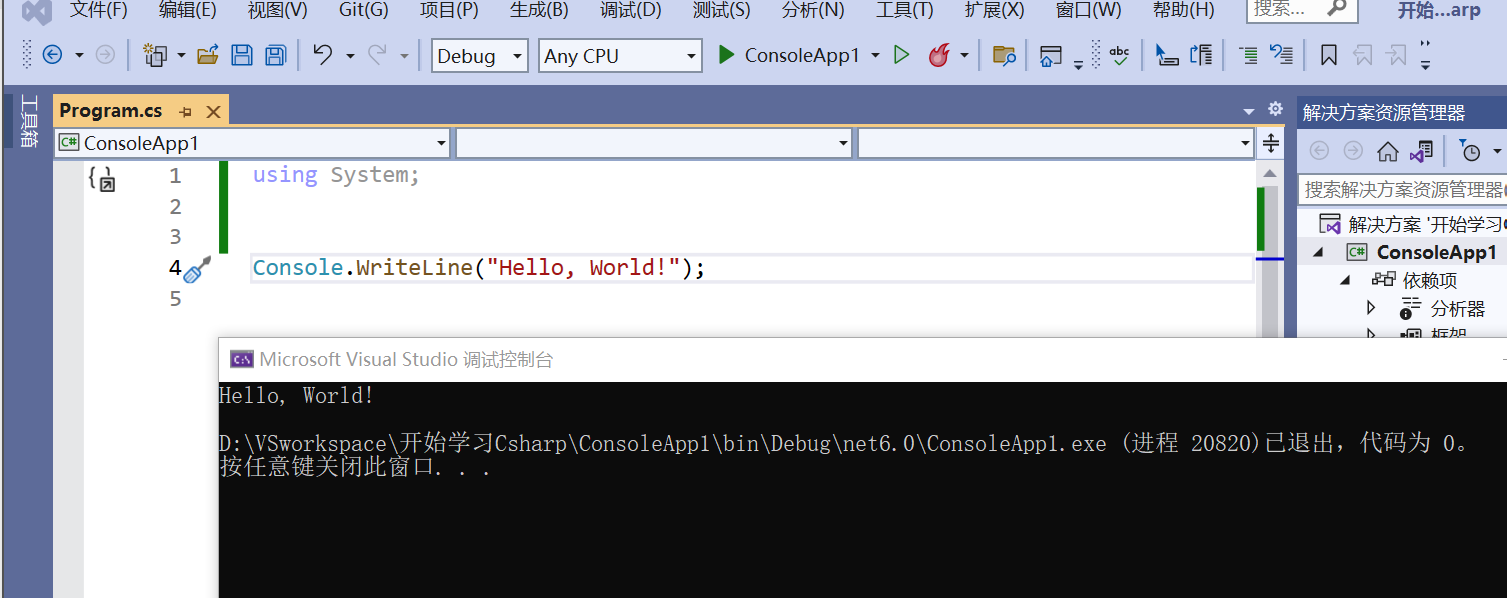 文件(F) 编辑(E) 视图(V) Git(G) 项目(P) 生成(B) 调试(D) 测试(S) 分析(N) 工具(T) 扩展(X) 窗口(W) 帮助(H) 搜索... 开始...arp
Debug Any CPU ConsoleApp1 abc
工具箱
Program.cs
解决方案资源管理器
C# ConsoleApp1
搜索解决方案资源管理器
1 using System;
2
3
4 Console.WriteLine("Hello, World!");
5
解决方案 '开始学习
C# ConsoleApp1
依赖项
分析器
框架
C:\ Microsoft Visual Studio 调试控制台
Hello, World!
D:\VSworkspace\开始学习Csharp\ConsoleApp1\bin\Debug\net6.0\ConsoleApp1.exe (进程 20820)已退出，代码为 0。
按任意键关闭此窗口. . .